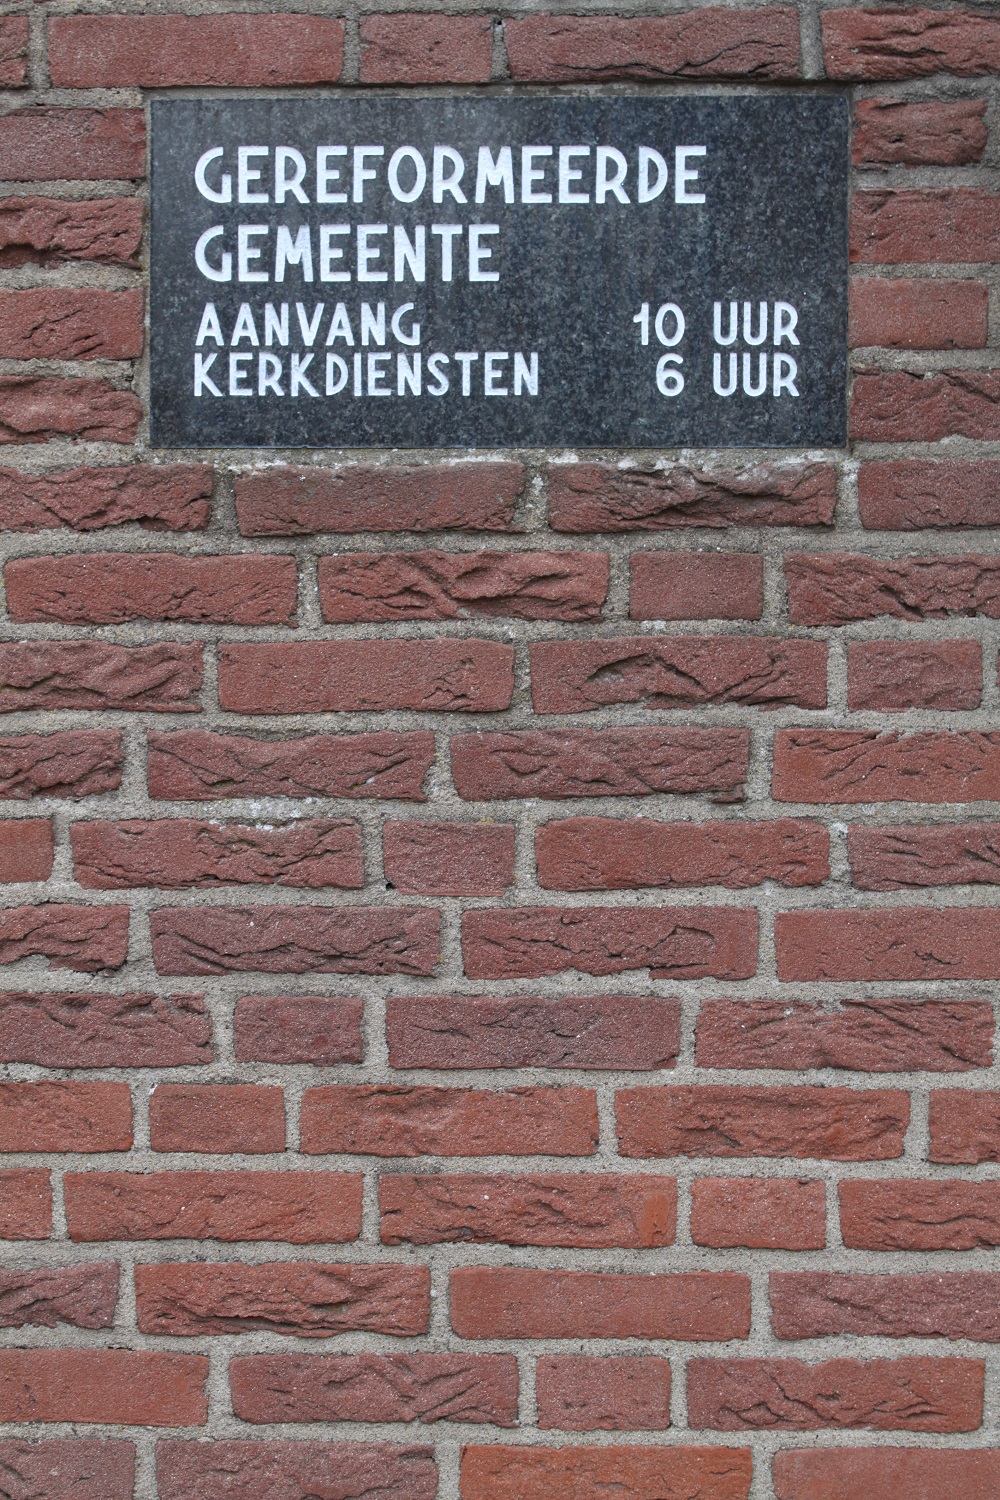 GEREFORMEERDE
GEMEENTE
AANVANG 10 UUR
KERKDIENSTEN 6 UUR